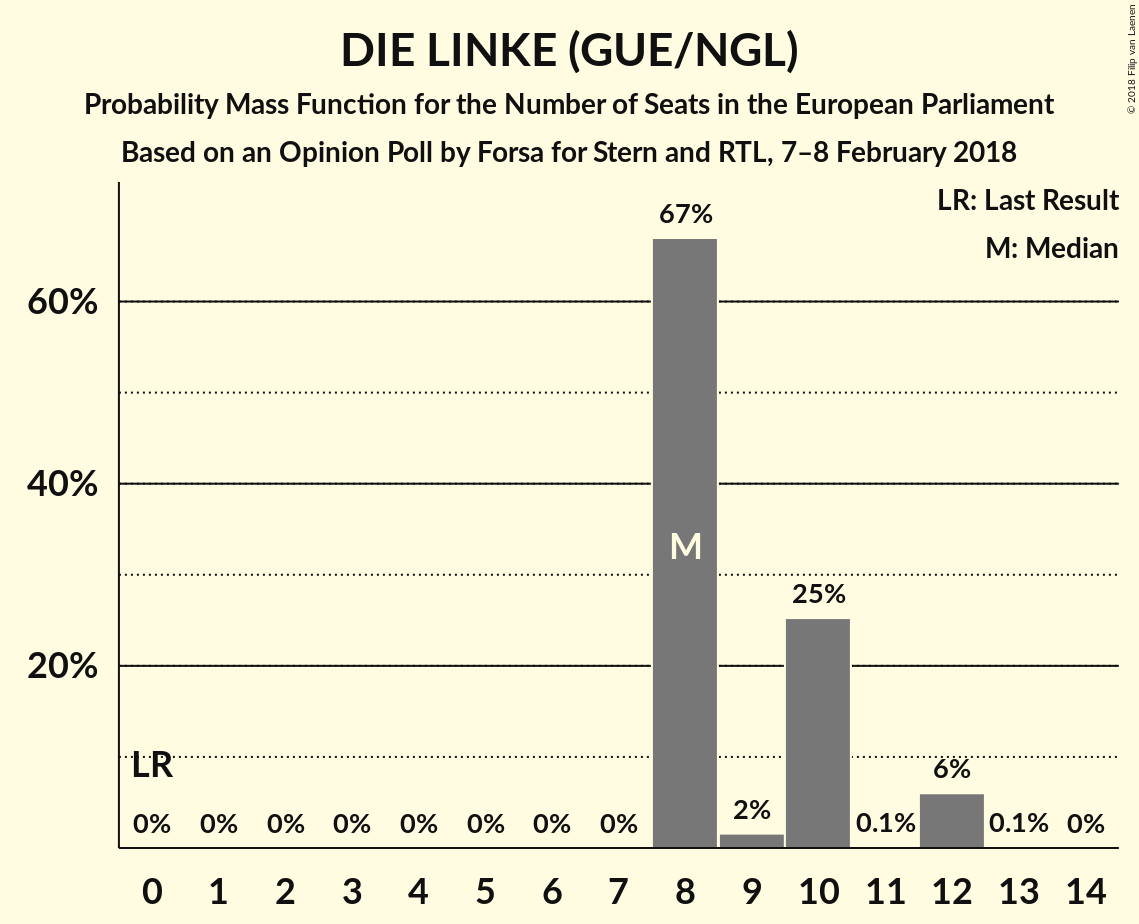 DIE LINKE (GUE/NGL)
Probability Mass Function for the Number of Seats in the European Parliament
Based on an Opinion Poll by Forsa for Stern and RTL, 7–8 February 2018
© 2018 Filip van Laenen
LR: Last Result
M: Median
67%
60%
40%
M
25%
20%
LR
6%
2%
0% 0% 0% 0% 0% 0% 0% 0% 0.1% 0.1% 0%
0 1 2 3 4 5 6 7 8 9 10 11 12 13 14